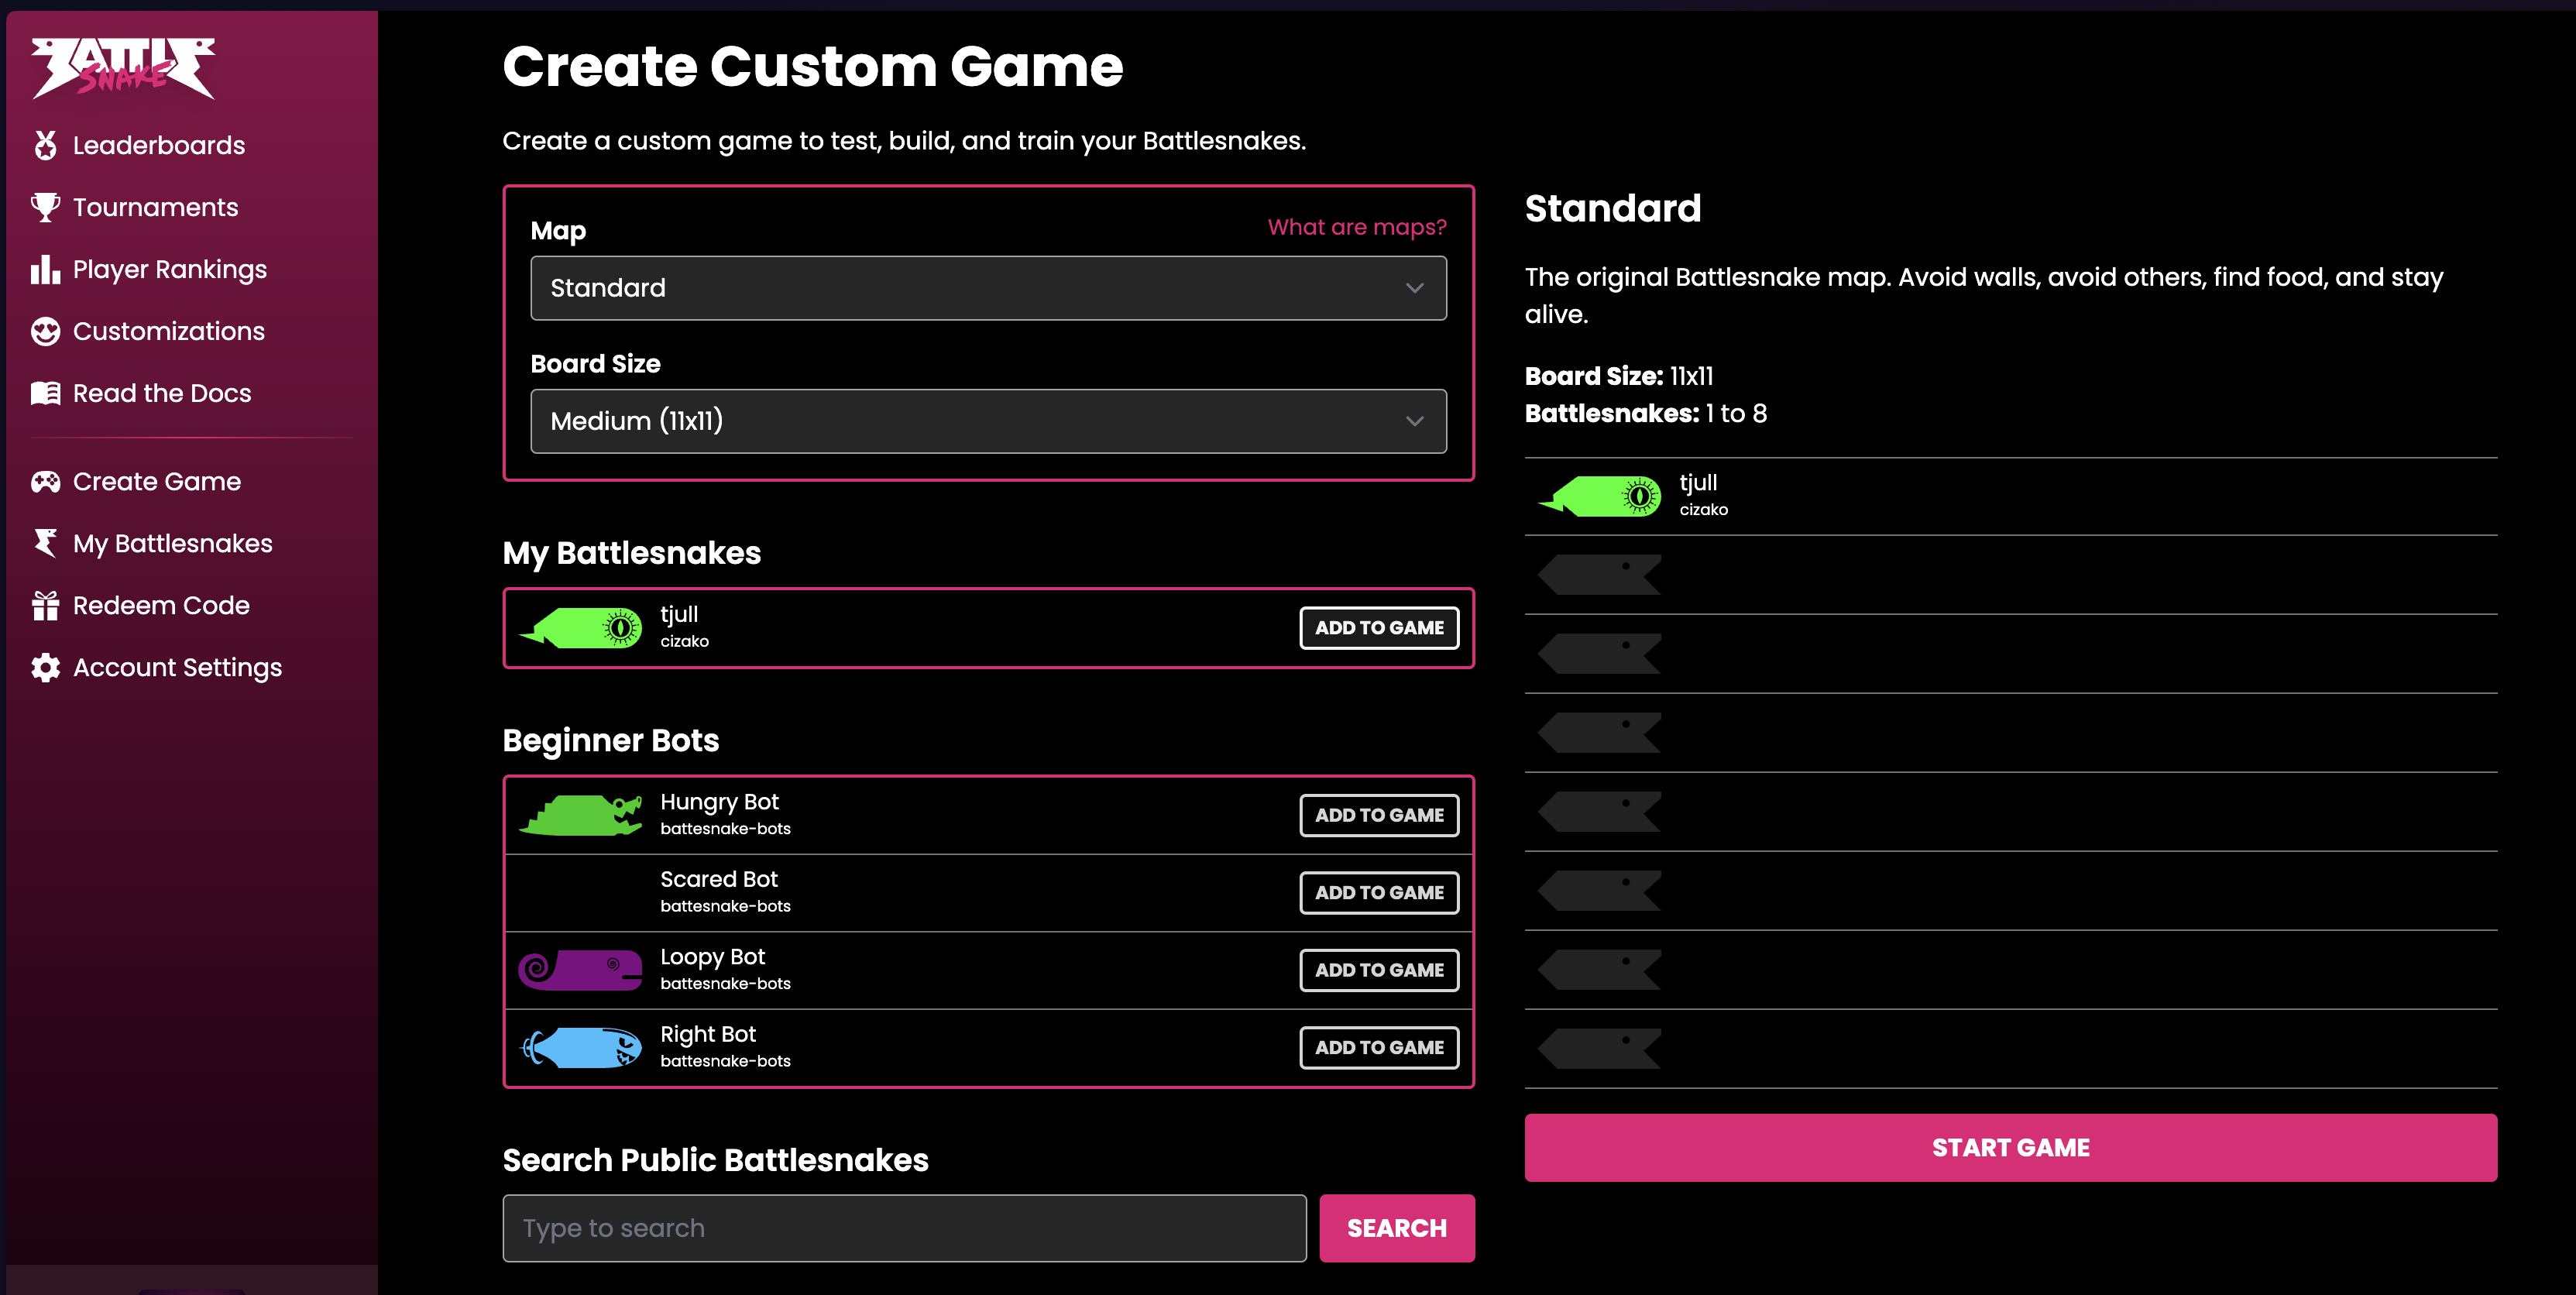 BATTLE
SNAKE
Leaderboards
Tournaments
Player Rankings
Customizations
Read the Docs
Create Game
My Battlesnakes
Redeem Code
Account Settings
Create Custom Game
Create a custom game to test, build, and train your Battlesnakes.
Map
What are maps?
Standard
Board Size
Medium (11x11)
My Battlesnakes
tjull
cizako
ADD TO GAME
Beginner Bots
Hungry Bot
battesnake-bots
ADD TO GAME
Scared Bot
battesnake-bots
ADD TO GAME
Loopy Bot
battesnake-bots
ADD TO GAME
Right Bot
battesnake-bots
ADD TO GAME
Search Public Battlesnakes
Type to search
SEARCH
Standard
The original Battlesnake map. Avoid walls, avoid others, find food, and stay
alive.
Board Size: 11x11
Battlesnakes: 1 to 8
tjull
cizako
START GAME